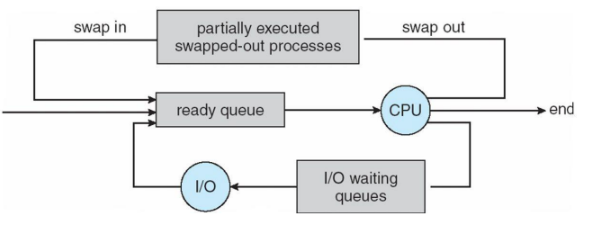 swap in
partially executed
swapped-out processes
swap out
ready queue
CPU
end
I/O
I/O waiting
queues